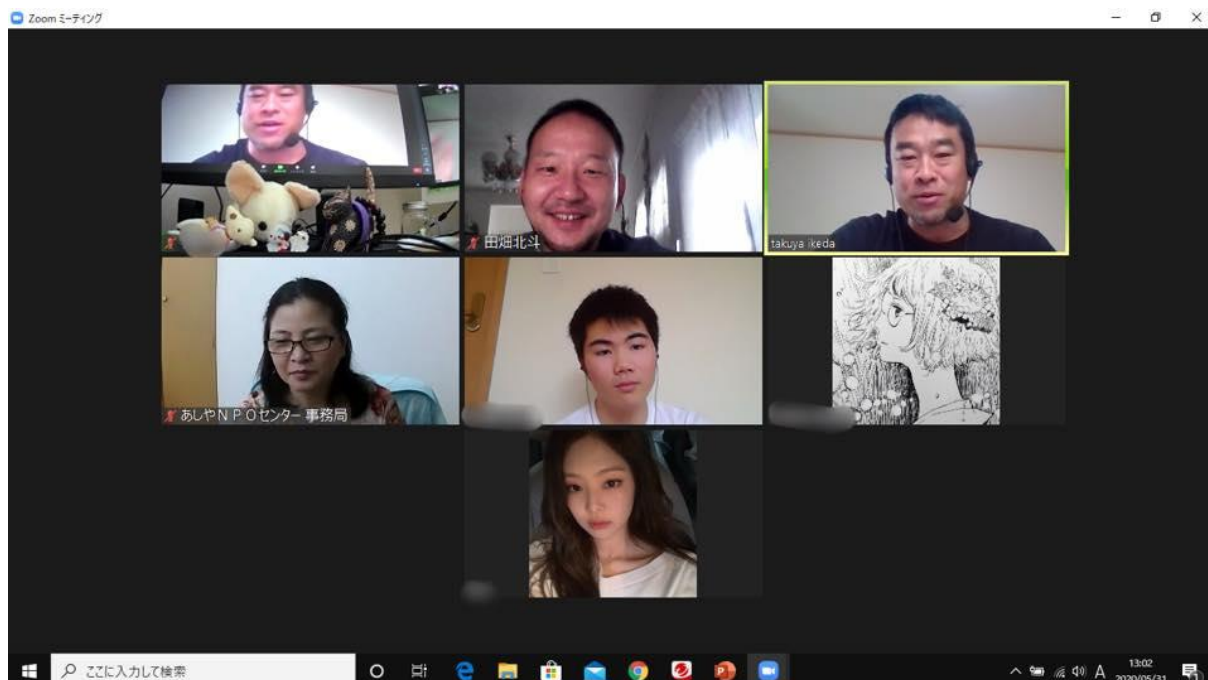 Zoom ミーティング
田畑北斗
takuya ikeda
あしやＮＰＯセンター 事務局
ここに入力して検索
A
13:02
2020/05/31
1